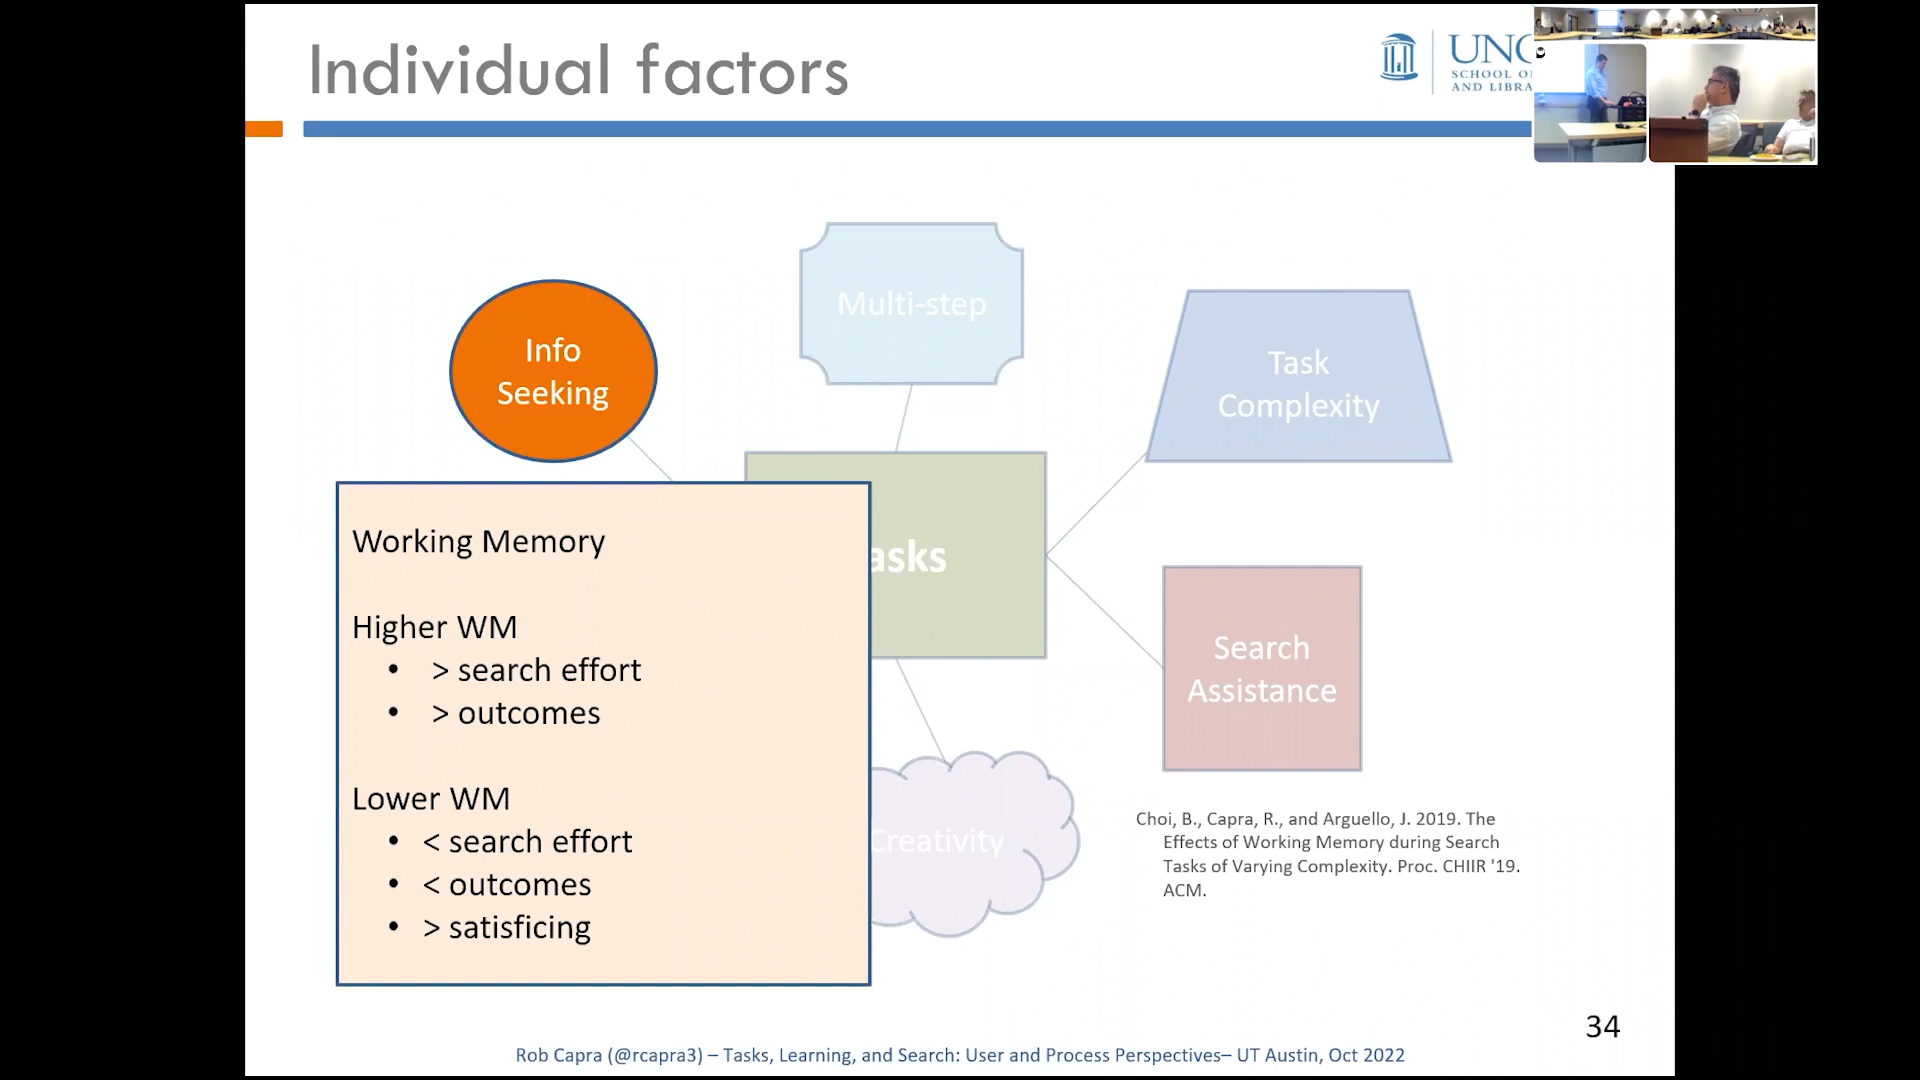 Individual factors
UNC
SCHOOL O
AND LIBRA
Multi-step
Info
Seeking
Task
Complexity
asks
Working Memory
Higher WM
• > search effort
• > outcomes
Lower WM
• < search effort
• < outcomes
• > satisficing
Search
Assistance
Creativity
Choi, B., Capra, R., and Arguello, J. 2019. The
Effects of Working Memory during Search
Tasks of Varying Complexity. Proc. CHIIR '19.
ACM.
34
Rob Capra (@rcapra3) – Tasks, Learning, and Search: User and Process Perspectives– UT Austin, Oct 2022